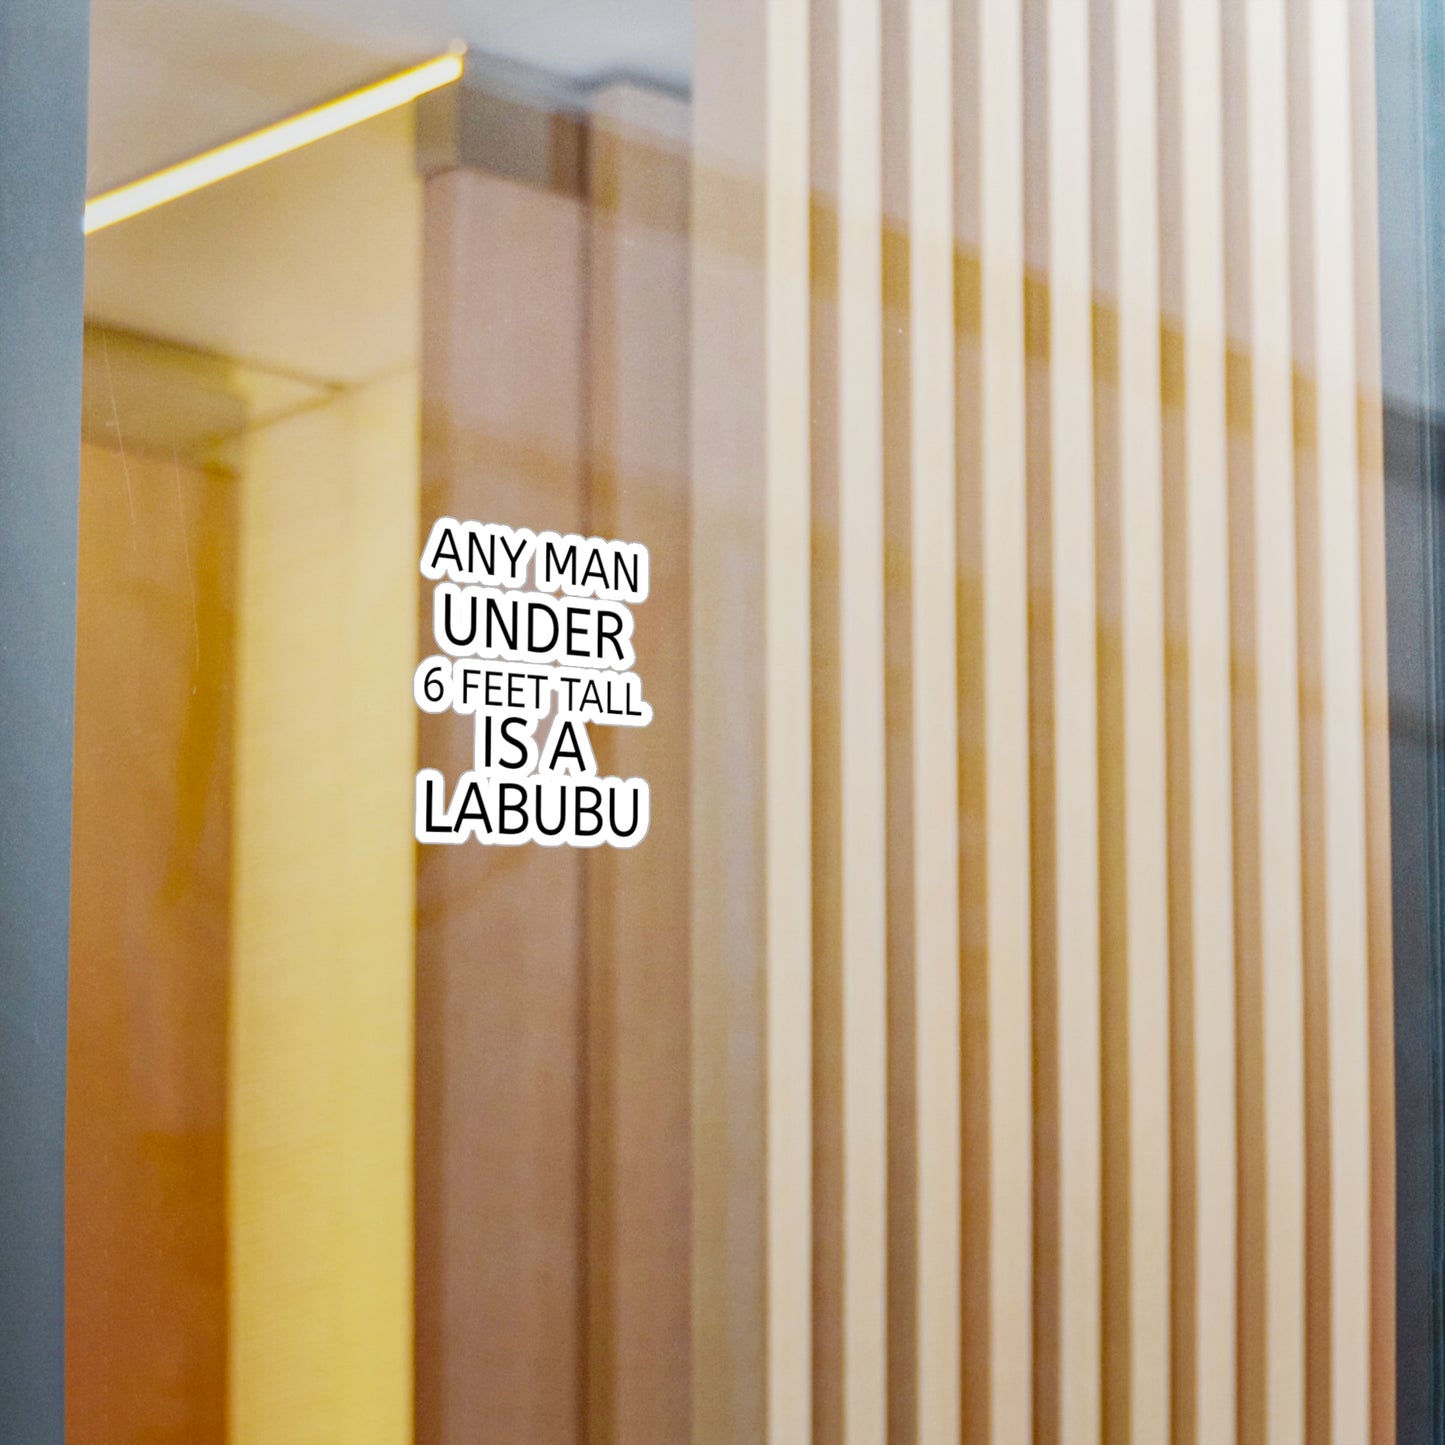 ANY MAN
UNDER
6 FEET TALL
IS A
LABUBU